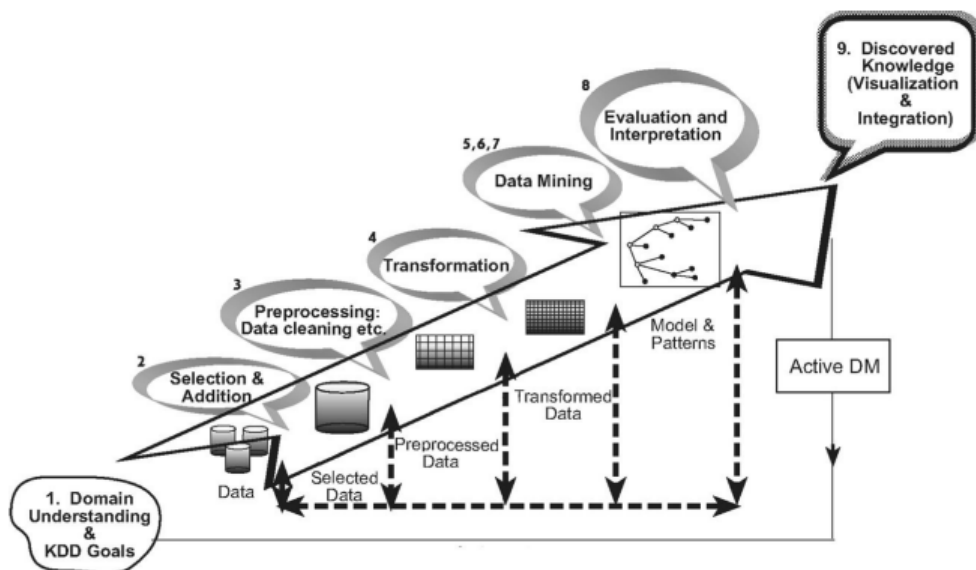 9. Discovered
Knowledge
(Visualization
&
Integration)
8
Evaluation and
Interpretation
5,6,7
Data Mining
4
Transformation
3
Preprocessing:
Data cleaning etc.
2
Selection &
Addition
Model &
Patterns
Active DM
Transformed
Data
Preprocessed
Data
Selected
Data
Data
1. Domain
Understanding
&
KDD Goals